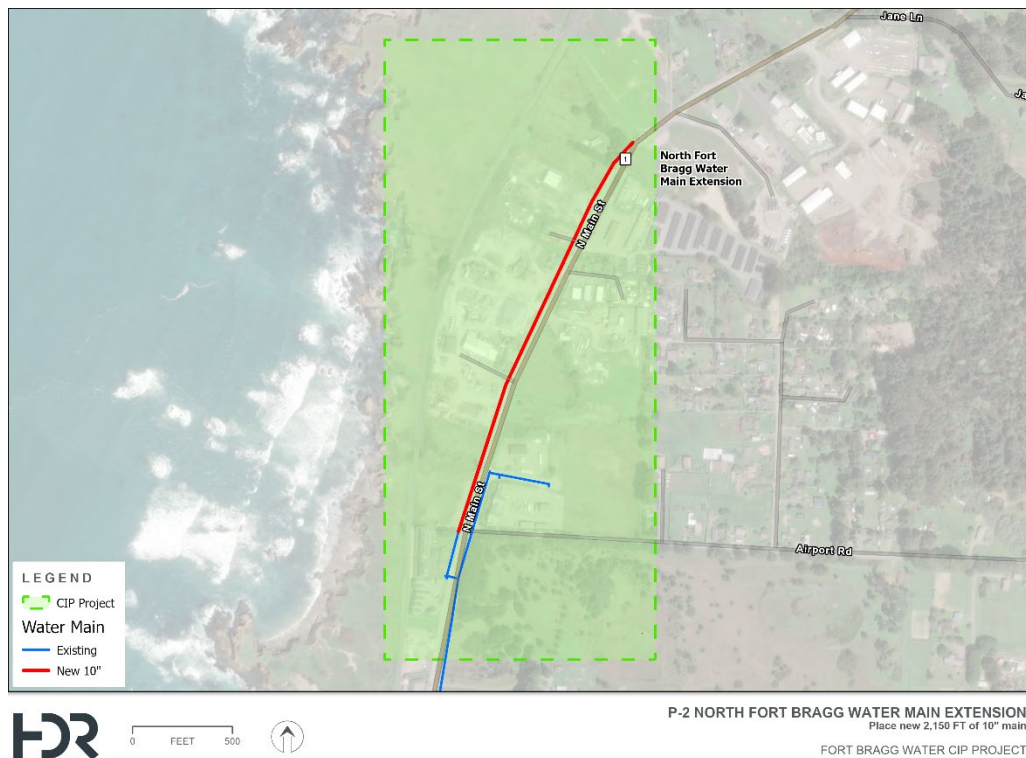 Jane Ln
Ja
1
North Fort
Bragg Water
Main Extension
N Main St
N Main St
Airport Rd
LEGEND
CIP Project
Water Main
Existing
New 10"
HDR
0 FEET 500
P-2 NORTH FORT BRAGG WATER MAIN EXTENSION
Place new 2,150 FT of 10" main
FORT BRAGG WATER CIP PROJECT